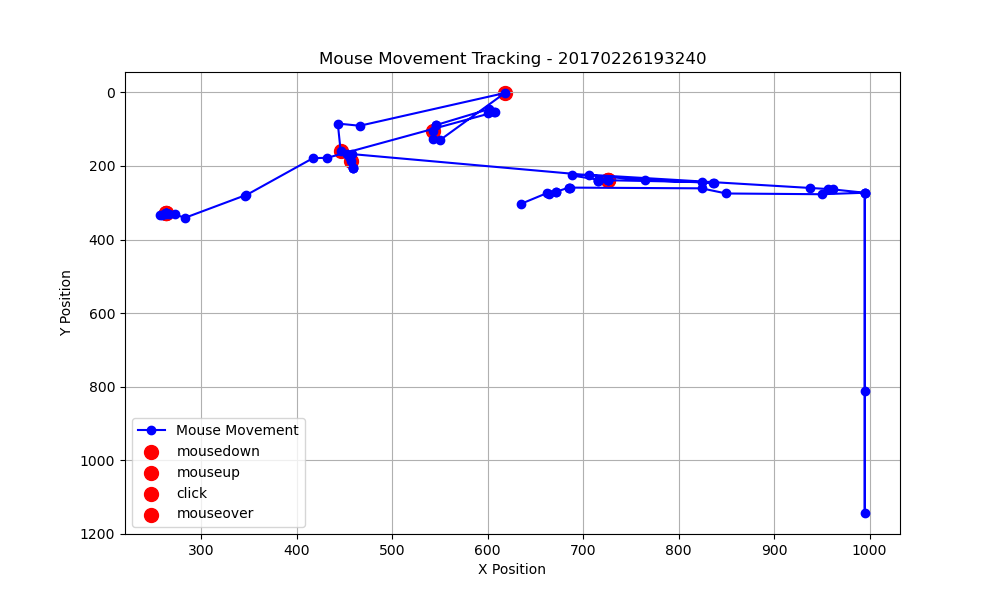 Mouse Movement Tracking - 20170226193240
0
200
400
600
800
1000
1200
Y Position
Mouse Movement
mousedown
mouseup
click
mouseover
300
400
500
600
700
800
900
1000
X Position